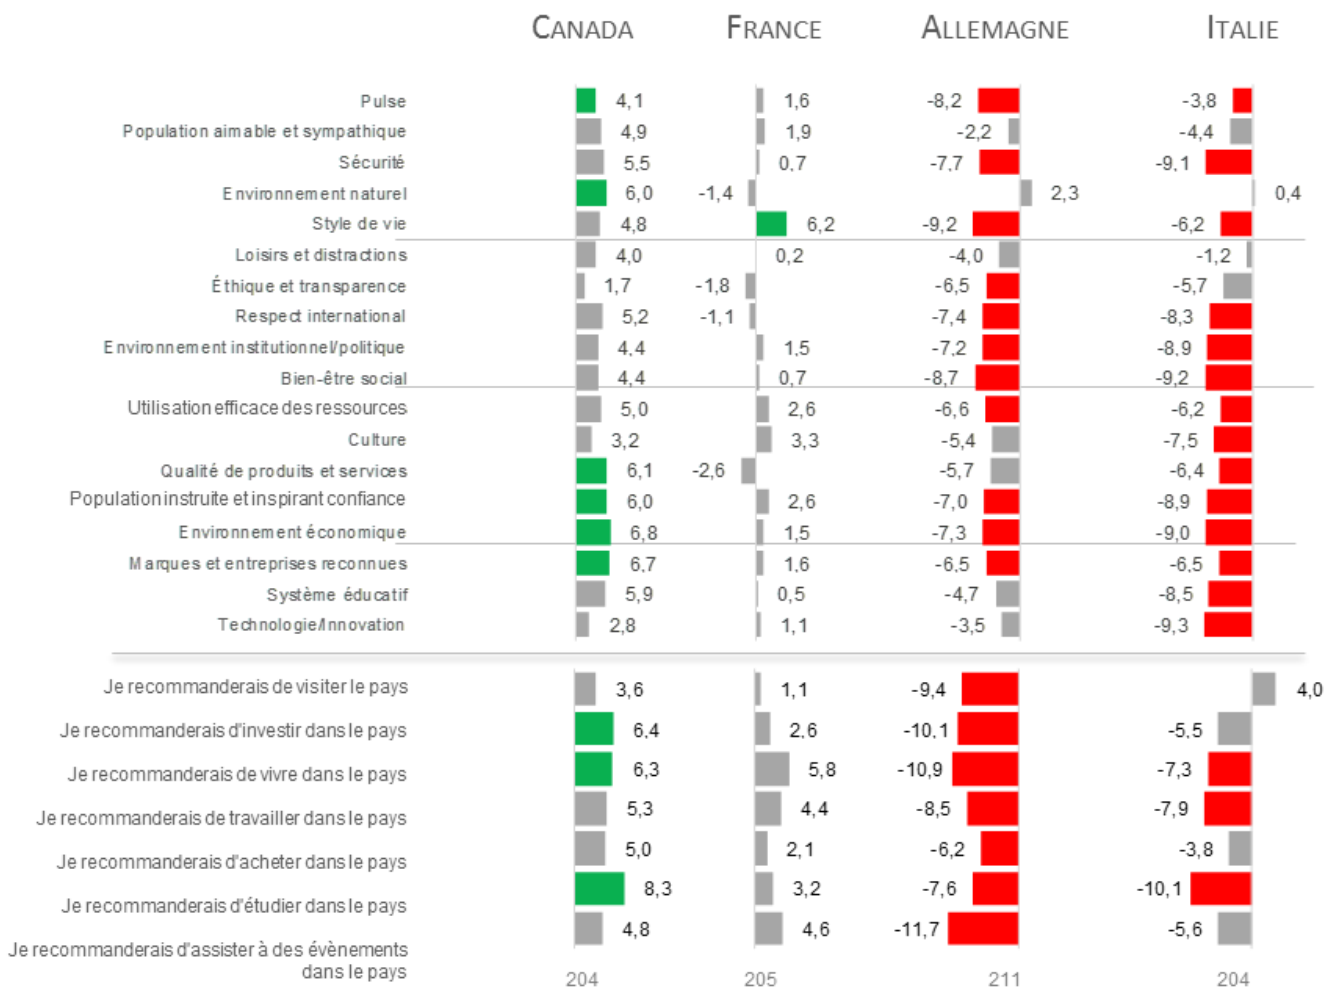 CANADA FRANCE ALLEMAGNE ITALIE
Pulse 4,1 1,6 -8,2 -3,8
Population aimable et sympathique 4,9 1,9 -2,2 -4,4
Sécurité 5,5 0,7 -7,7 -9,1
Environnement naturel 6,0 -1,4 2,3 0,4
Style de vie 4,8 6,2 -9,2 -6,2
Loisirs et distractions 4,0 0,2 -4,0 -1,2
Éthique et transparence 1,7 -1,8 -6,5 -5,7
Respect international 5,2 -1,1 -7,4 -8,3
Environnement institutionnel/politique 4,4 1,5 -7,2 -8,9
Bien-être social 4,4 0,7 -8,7 -9,2
Utilisation efficace des ressources 5,0 2,6 -6,6 -6,2
Culture 3,2 3,3 -5,4 -7,5
Qualité de produits et services 6,1 -2,6 -5,7 -6,4
Population instruite et inspirant confiance 6,0 2,6 -7,0 -8,9
Environnement économique 6,8 1,5 -7,3 -9,0
Marques et entreprises reconnues 6,7 1,6 -6,5 -6,5
Système éducatif 5,9 0,5 -4,7 -8,5
Technologie/Innovation 2,8 1,1 -3,5 -9,3
Je recommanderais de visiter le pays 3,6 1,1 -9,4 4,0
Je recommanderais d'investir dans le pays 6,4 2,6 -10,1 -5,5
Je recommanderais de vivre dans le pays 6,3 5,8 -10,9 -7,3
Je recommanderais de travailler dans le pays 5,3 4,4 -8,5 -7,9
Je recommanderais d'acheter dans le pays 5,0 2,1 -6,2 -3,8
Je recommanderais d'étudier dans le pays 8,3 3,2 -7,6 -10,1
Je recommanderais d'assister à des évènements 4,8 4,6 -11,7 -5,6
dans le pays
204 205 211 204